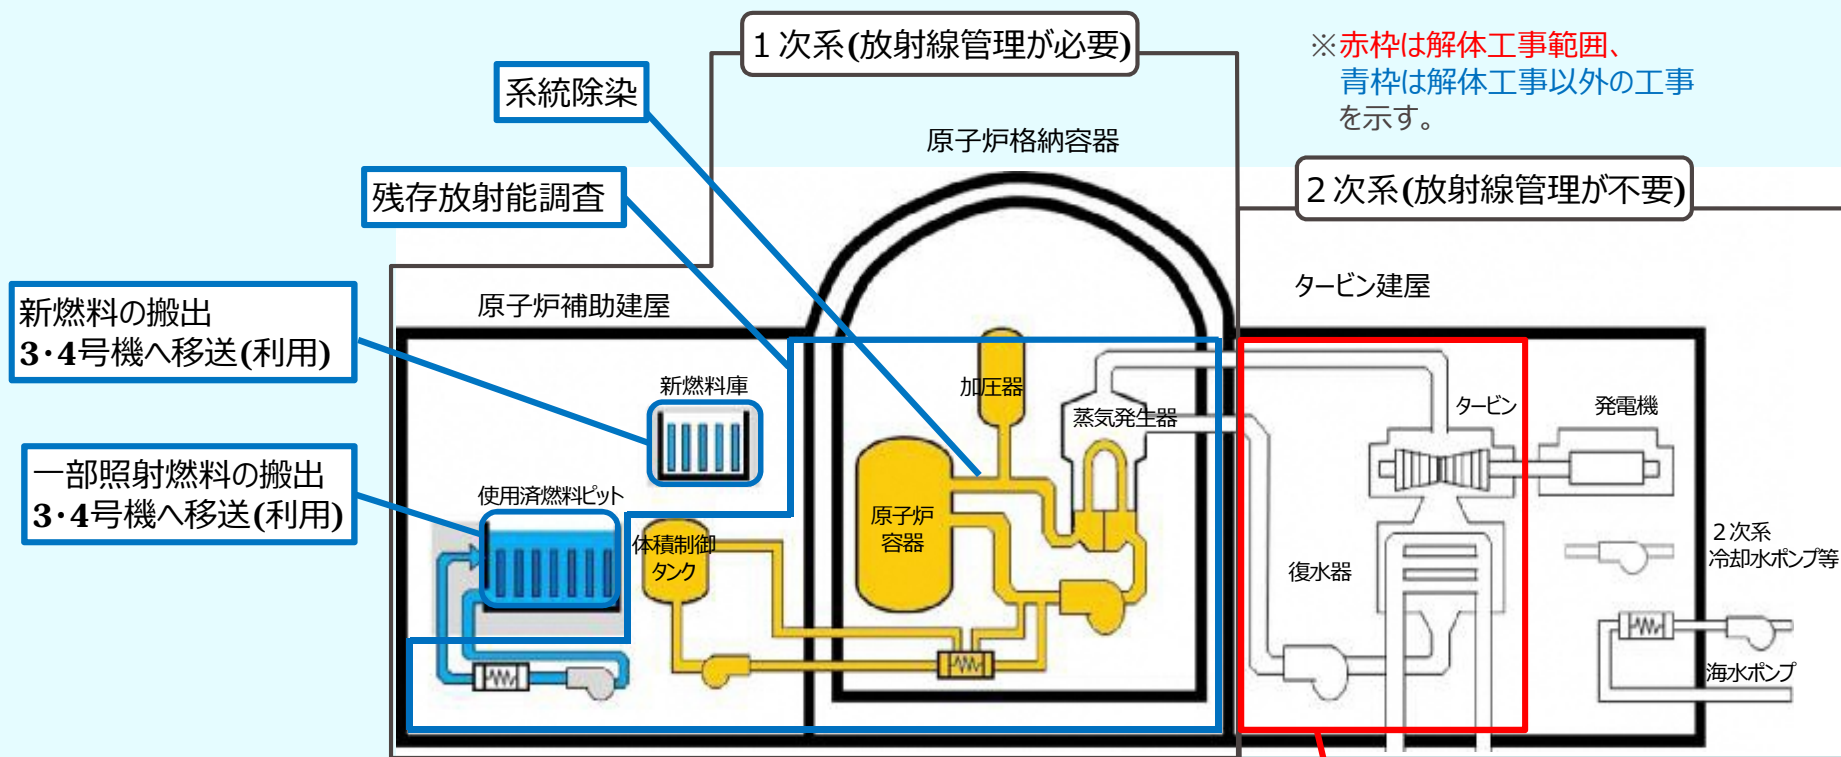 １次系(放射線管理が必要)
※赤枠は解体工事範囲、
青枠は解体工事以外の工事
を示す。
系統除染
原子炉格納容器
残存放射能調査
２次系(放射線管理が不要)
新燃料の搬出
3・4号機へ移送(利用)
原子炉補助建屋
タービン建屋
新燃料庫
加圧器
蒸気発生器
タービン
発電機
一部照射燃料の搬出
3・4号機へ移送(利用)
使用済燃料ピット
体積制御
タンク
原子炉
容器
復水器
２次系
冷却水ポンプ等
海水ポンプ